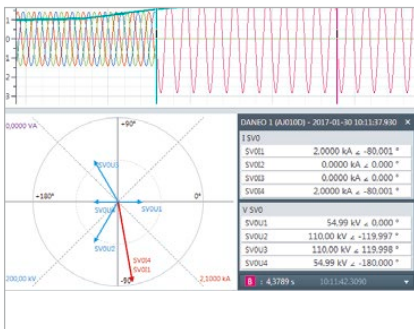 1
0
1
2
3
0,0000 VA
+90°
SV0U3
+180°
0°
SV0U4
SV0U1
SV0U2
SV0I4
SV0I1
-90°
200,00 kV
2,1000 kA
DANEO 1 (AJ010D) - 2017-01-30 10:11:37.930 ×
I SV0
SV0I1 2,0000 kA ∠ -80,001 °
SV0I2 0,0000 kA ∠ 0,000 °
SV0I3 0,0000 kA ∠ 0,000 °
SV0I4 2,0000 kA ∠ -80,001 °
V SV0
SV0U1 54,99 kV ∠ 0,000 °
SV0U2 110,00 kV ∠ -119,997 °
SV0U3 110,00 kV ∠ 119,998 °
SV0U4 54,99 kV ∠ -180,000 °
B : 4,3789 s 10:11:42.3090